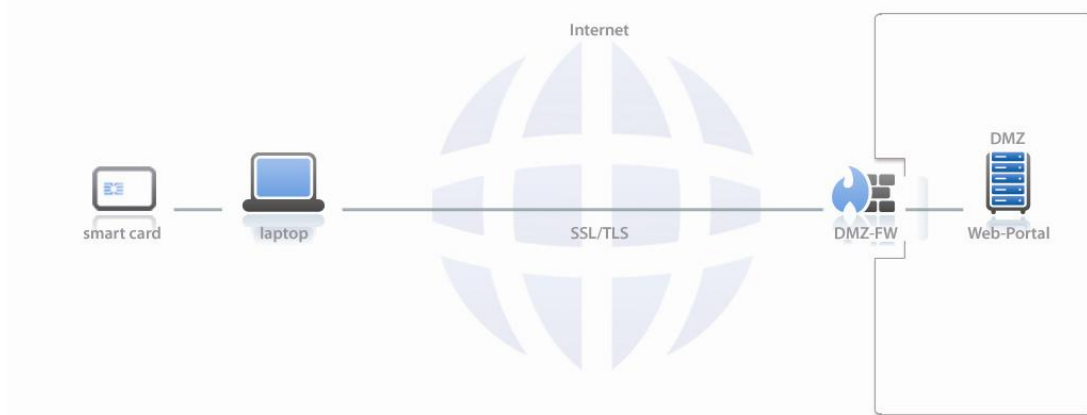 Internet
DMZ
smart card
laptop
SSL/TLS
DMZ-FW
Web-Portal